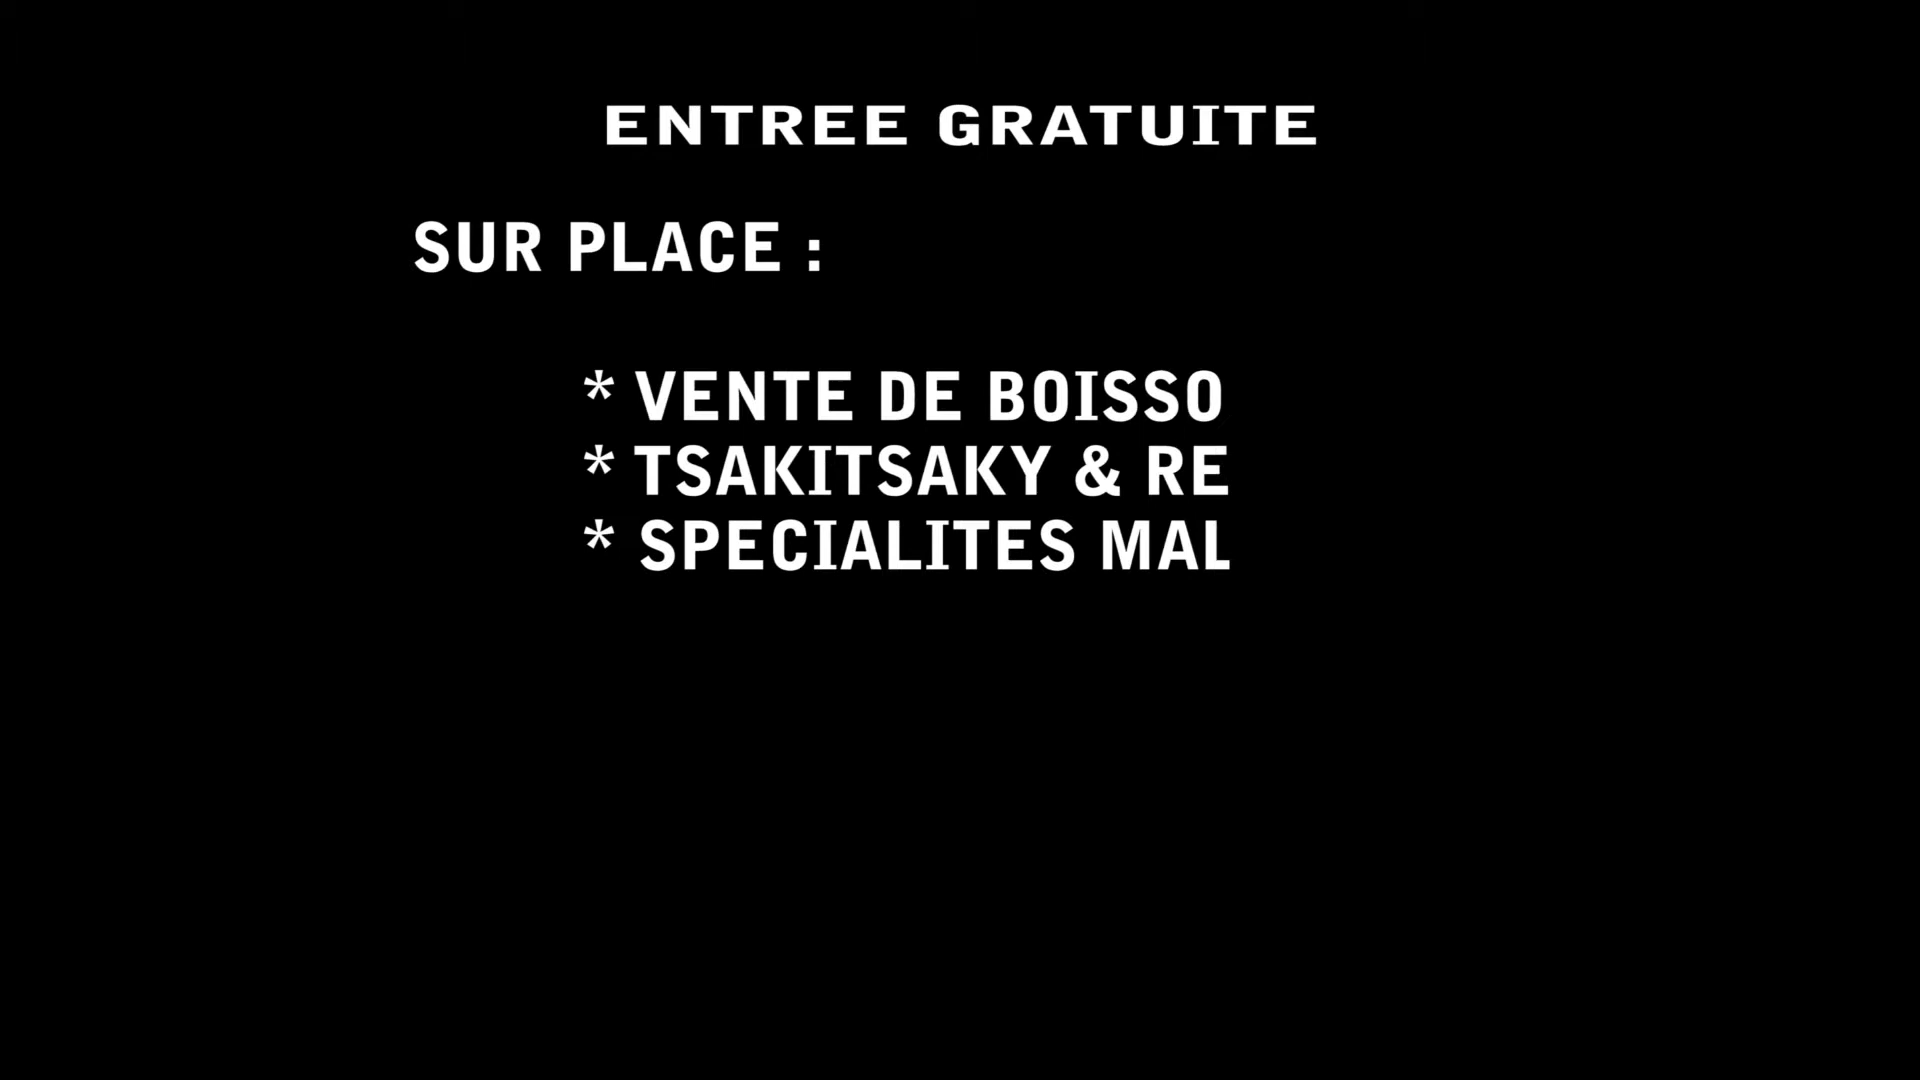 ENTREE GRATUITE
SUR PLACE :
* VENTE DE BOISSO
* TSAKITSAKY & RE
* SPECIALITES MAL